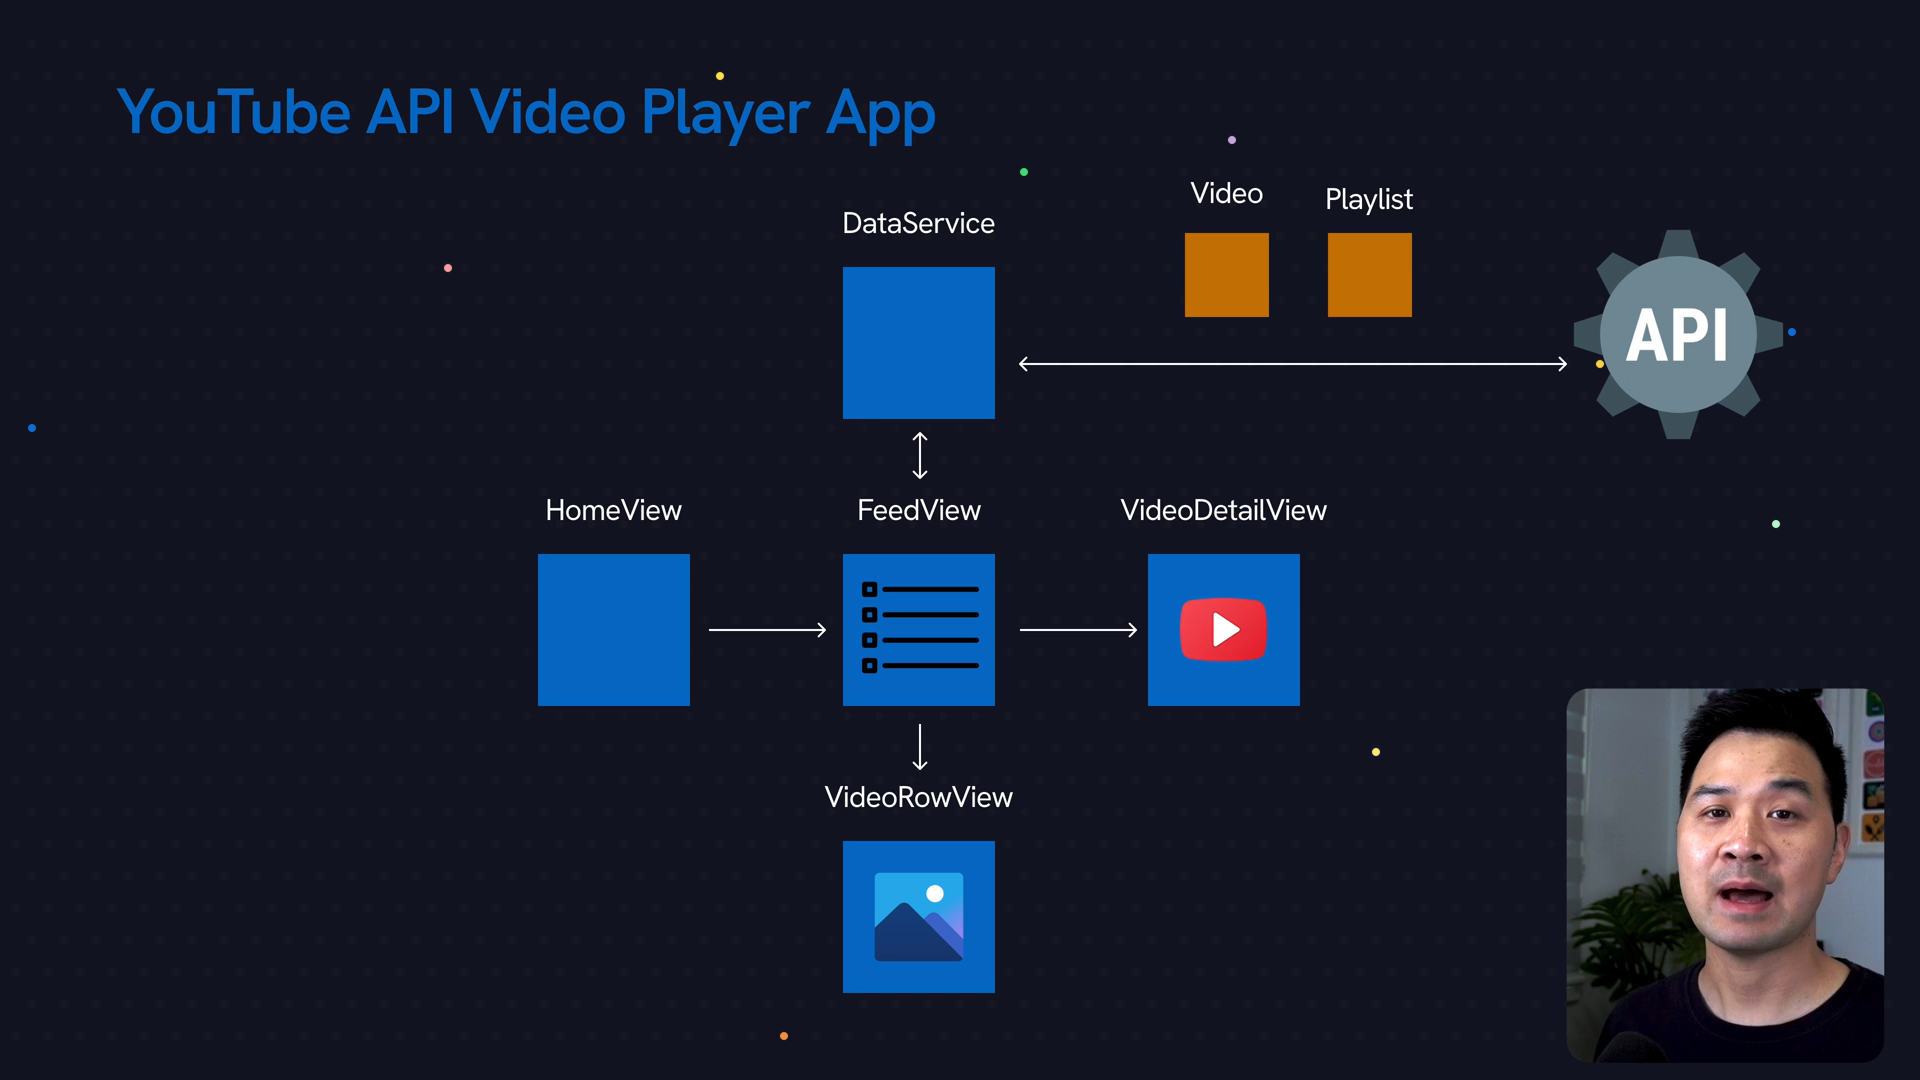 YouTube API Video Player App
Video
Playlist
DataService
API
HomeView
FeedView
VideoDetailView
VideoRowView